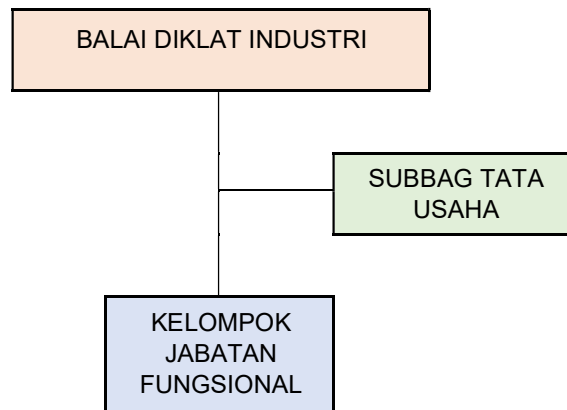 BALAI DIKLAT INDUSTRI
SUBBAG TATA
USAHA
KELOMPOK
JABATAN
FUNGSIONAL